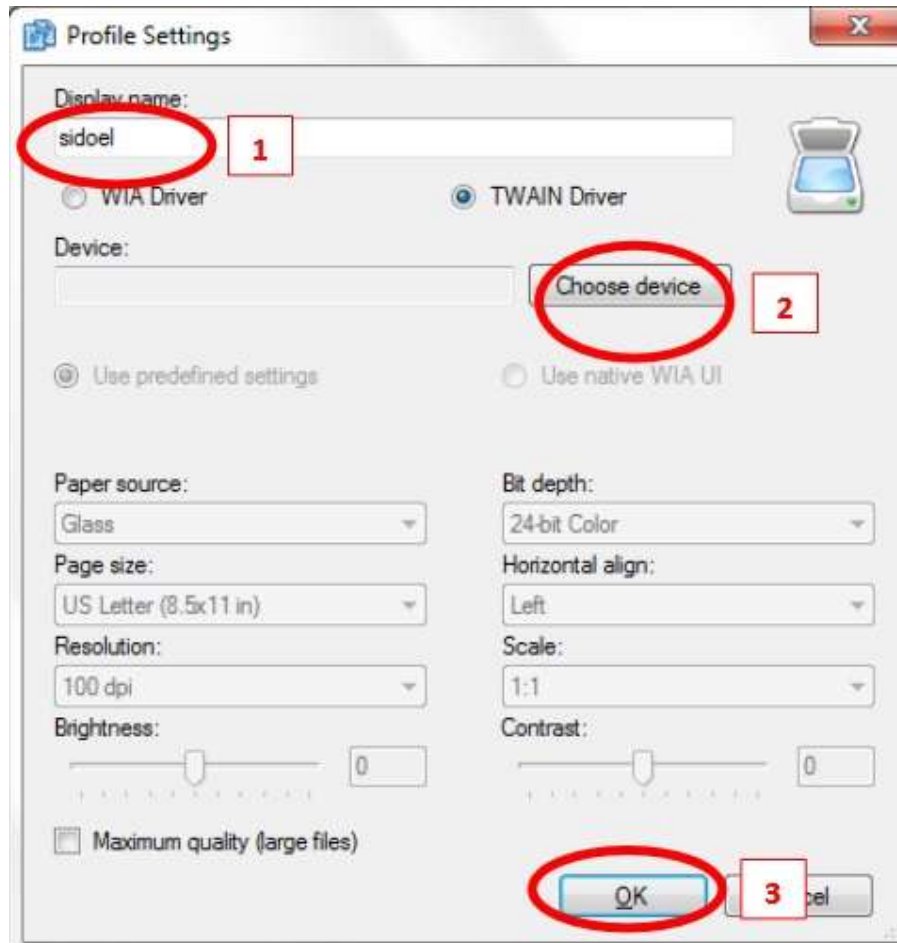 Profile Settings
Display name:
sidoel
1
WIA Driver
TWAIN Driver
Device:
Choose device
2
Use predefined settings
Use native WIA UI
Paper source:
Bit depth:
Glass
24-bit Color
Page size:
Horizontal align:
US Letter (8.5x11 in)
Left
Resolution:
Scale:
100 dpi
1:1
Brightness:
Contrast:
0
0
Maximum quality (large files)
OK
3
cel